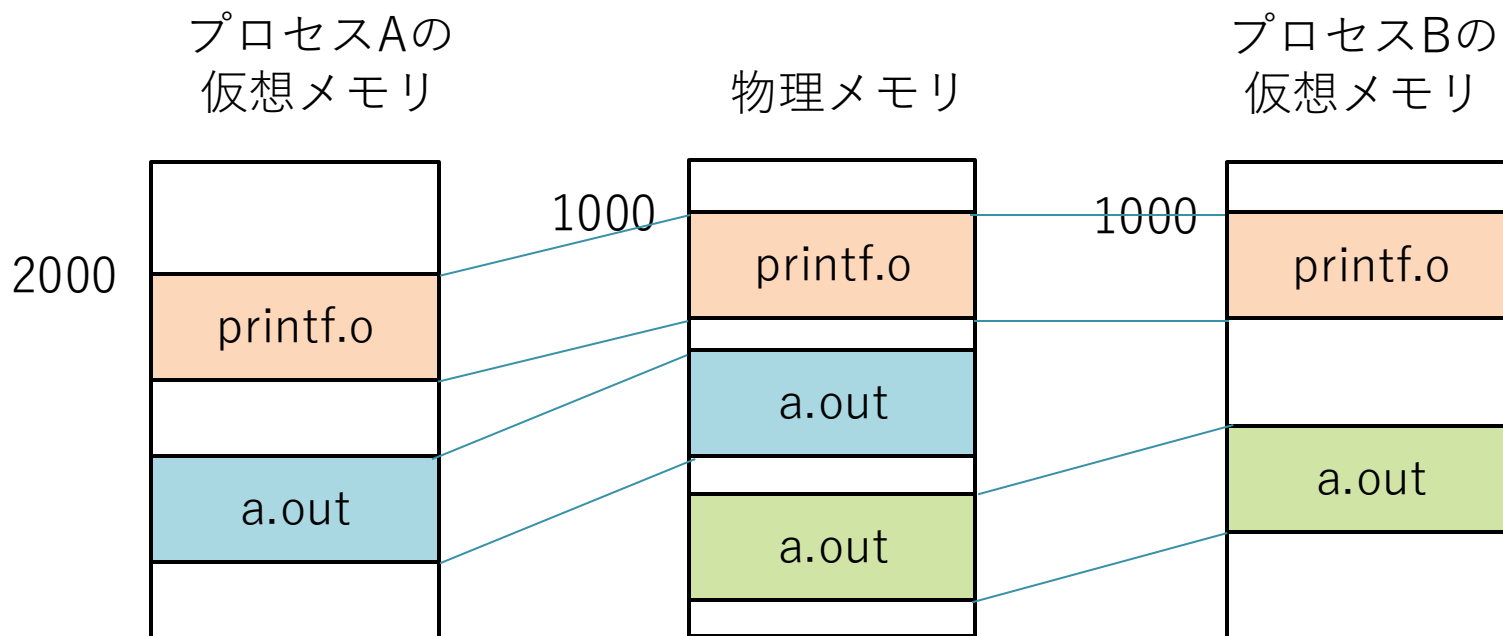 プロセスAの
仮想メモリ
物理メモリ
プロセスBの
仮想メモリ
2000
printf.o
a.out
1000
printf.o
a.out
a.out
1000
printf.o
a.out